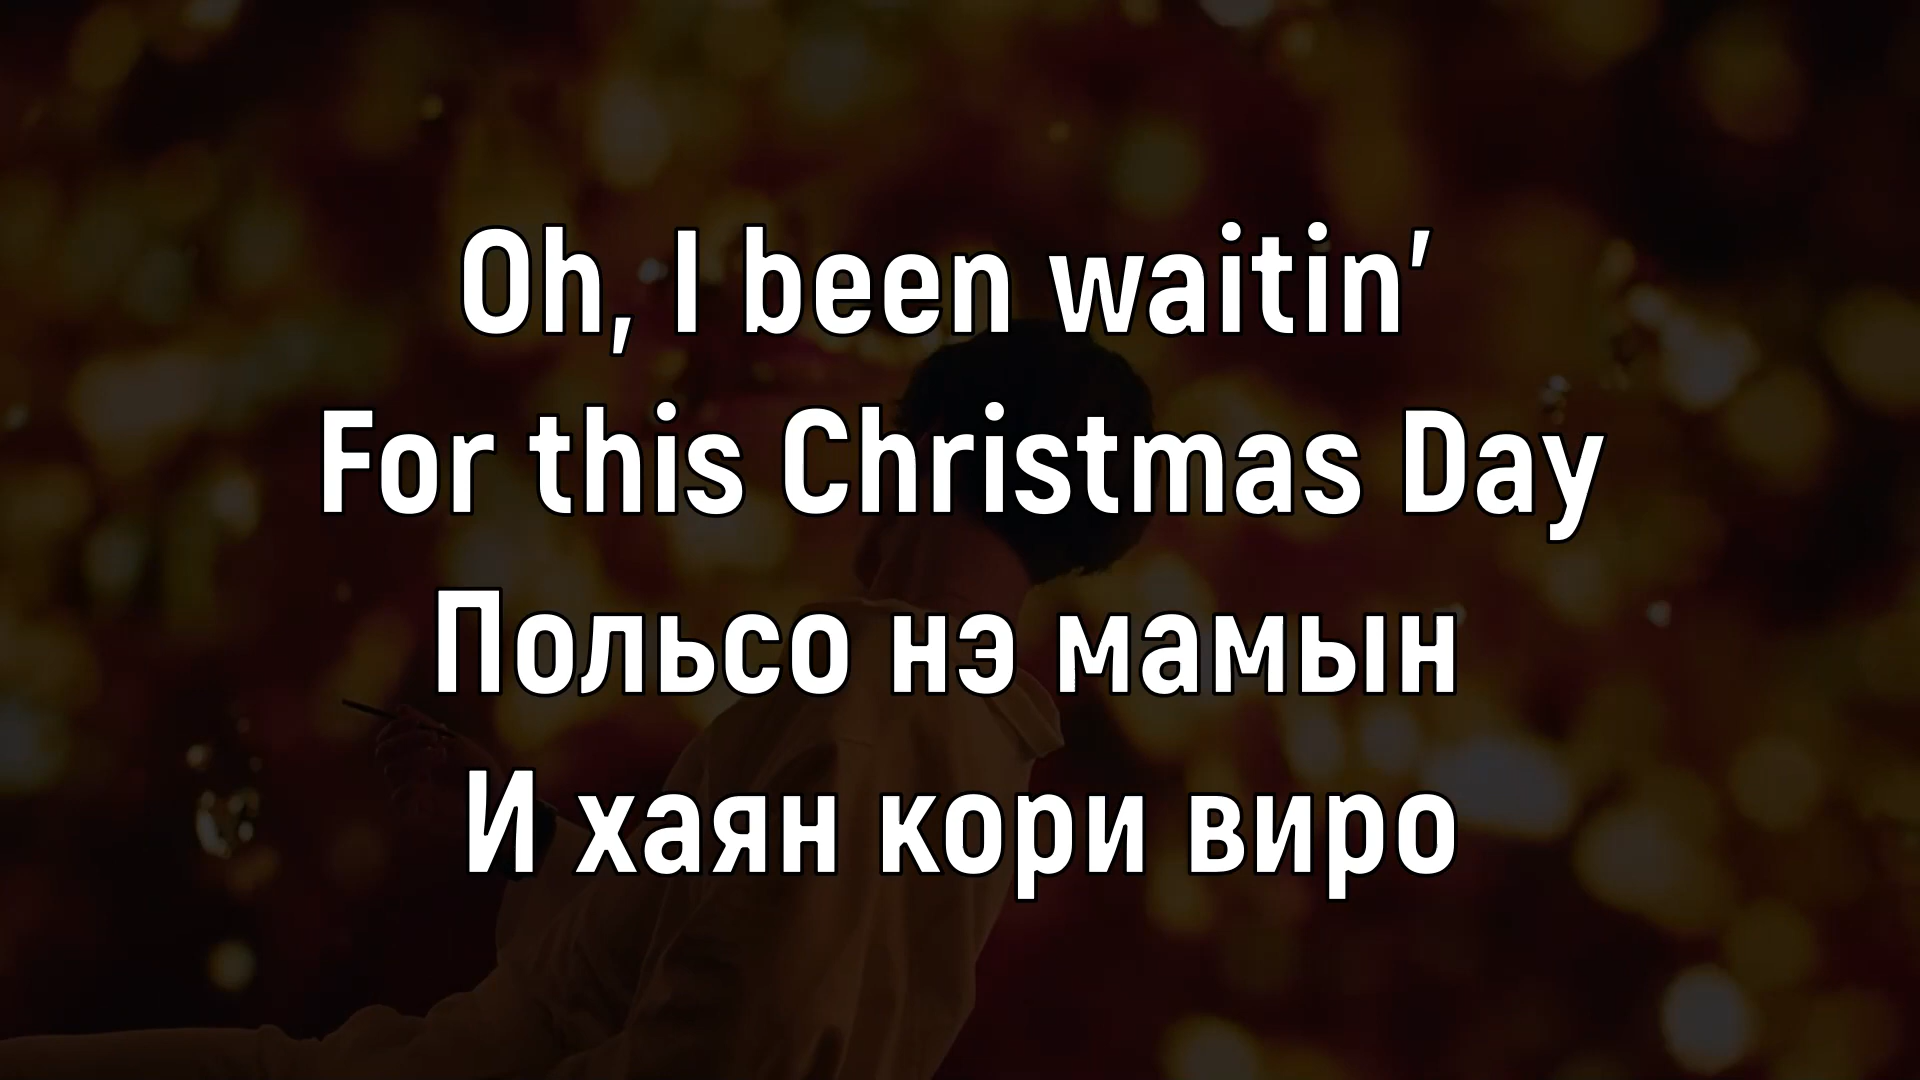 Oh, I been waitin’
For this Christmas Day
Польсо нэ мамын
И хаян кори виро